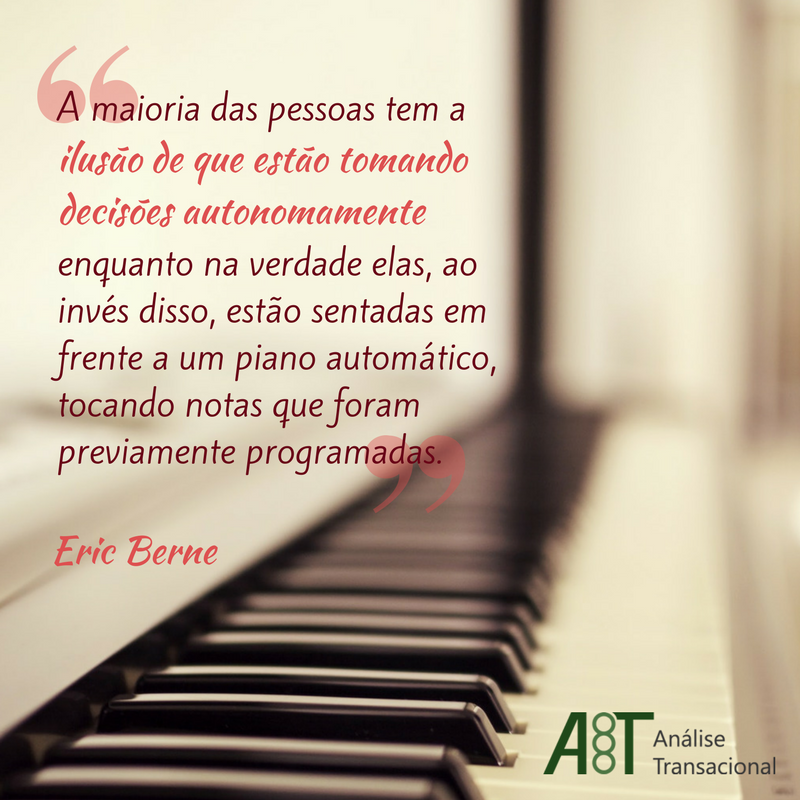 “
A maioria das pessoas tem a
ilusão de que estão tomando
decisões autonomamente
enquanto na verdade elas, ao
invés disso, estão sentadas em
frente a um piano automático,
tocando notas que foram
previamente programadas.
”
Eric Berne
A8T Análise
Transacional